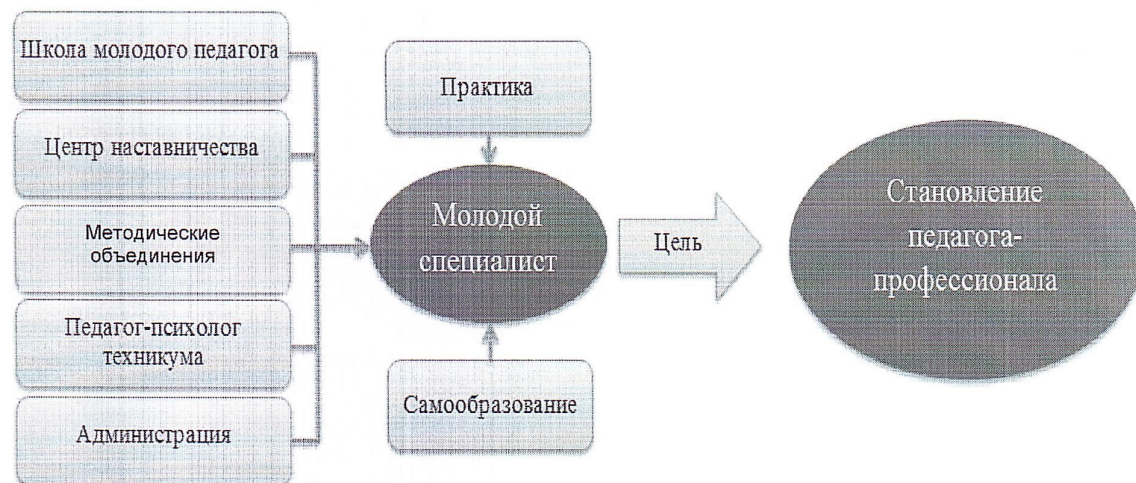 Школа молодого педагога
Центр наставничества
Методические
объединения
Педагог-психолог
техникума
Администрация
Практика
Молодой
специалист
Самообразование
Цель
Становление
педагога-
профессионала